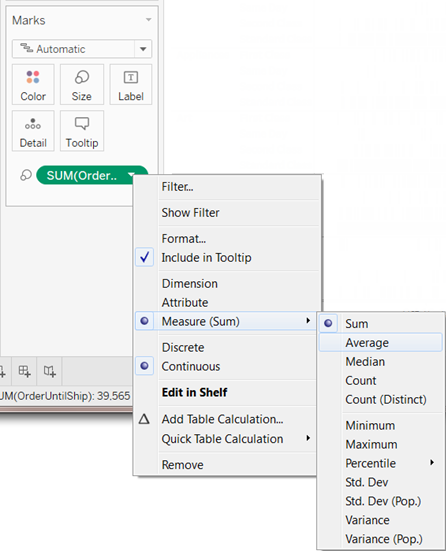 Marks
Automatic
Color
Size
Label
Detail
Tooltip
SUM(Order..
UM(OrderUntilShip): 39.565
Filter...
Show Filter
Format...
Include in Tooltip
Dimension
Attribute
Measure (Sum)
Discrete
Continuous
Edit in Shelf
Add Table Calculation...
Quick Table Calculation
Remove
Sum
Average
Median
Count
Count (Distinct)
Minimum
Maximum
Percentile
Std. Dev
Std. Dev (Pop.)
Variance
Variance (Pop.)